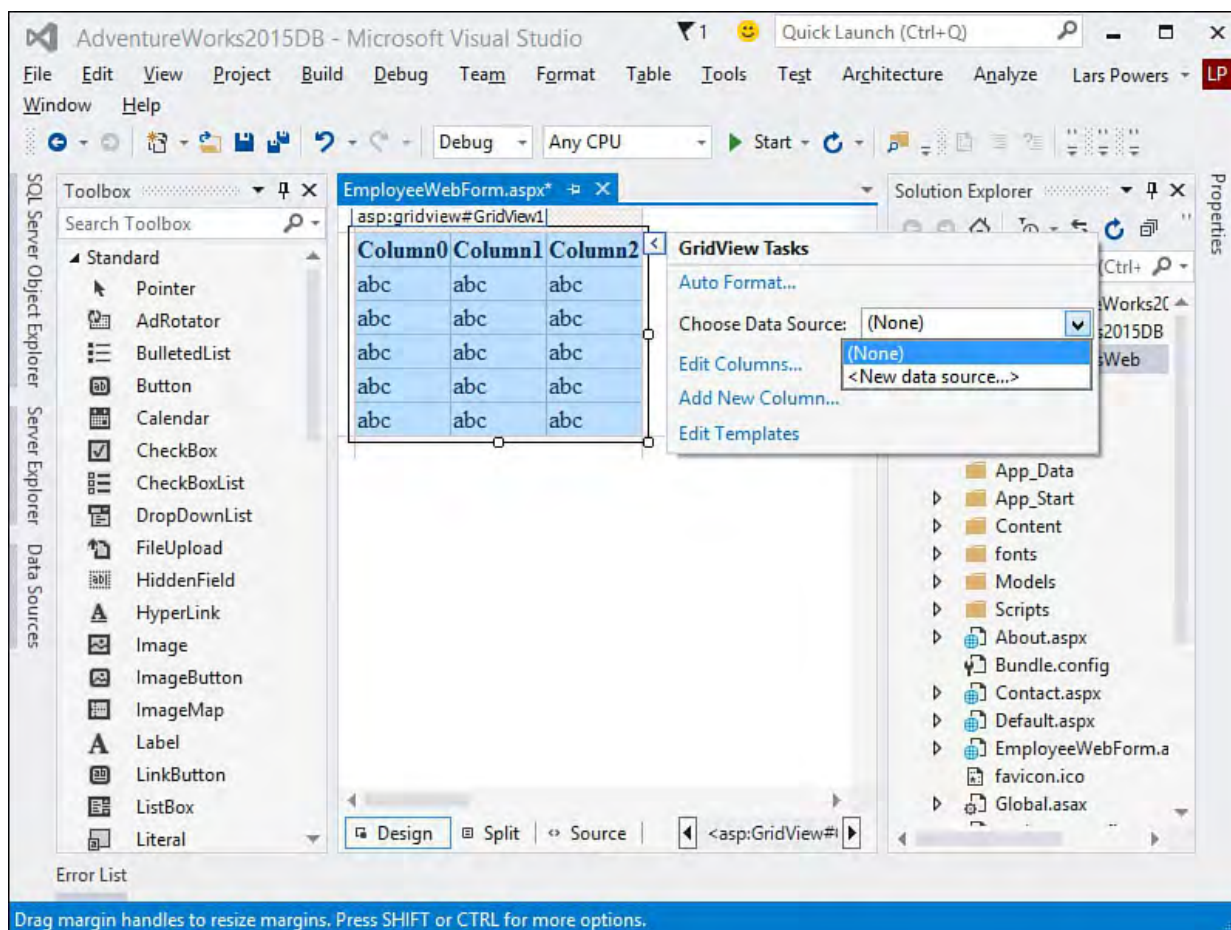 AdventureWorks2015DB - Microsoft Visual Studio
1
Quick Launch (Ctrl+Q)
File Edit View Project Build Debug Team Format Table Tools Test Architecture Analyze Lars Powers LP
Window Help
Debug Any CPU Start
SQL Server Object Explorer
Server Explorer
Data Sources
Toolbox
Search Toolbox
Standard
Pointer
AdRotator
BulletedList
Button
Calendar
CheckBox
CheckBoxList
DropDownList
FileUpload
HiddenField
HyperLink
Image
ImageButton
ImageMap
Label
LinkButton
ListBox
Literal
EmployeeWebForm.aspx*
asp:gridview#GridView1
Column0 Column1 Column2
abc abc abc
abc abc abc
abc abc abc
abc abc abc
abc abc abc
GridView Tasks
Auto Format...
Choose Data Source: (None)
(None)
<New data source...>
Edit Columns...
Add New Column...
Edit Templates
Design Split Source <asp:GridView#
Solution Explorer
(Ctrl+
2015DB
sWeb
App_Data
App_Start
Content
fonts
Models
Scripts
About.aspx
Bundle.config
Contact.aspx
Default.aspx
EmployeeWebForm.a
favicon.ico
Global.asax
Properties
Error List
Drag margin handles to resize margins. Press SHIFT or CTRL for more options.